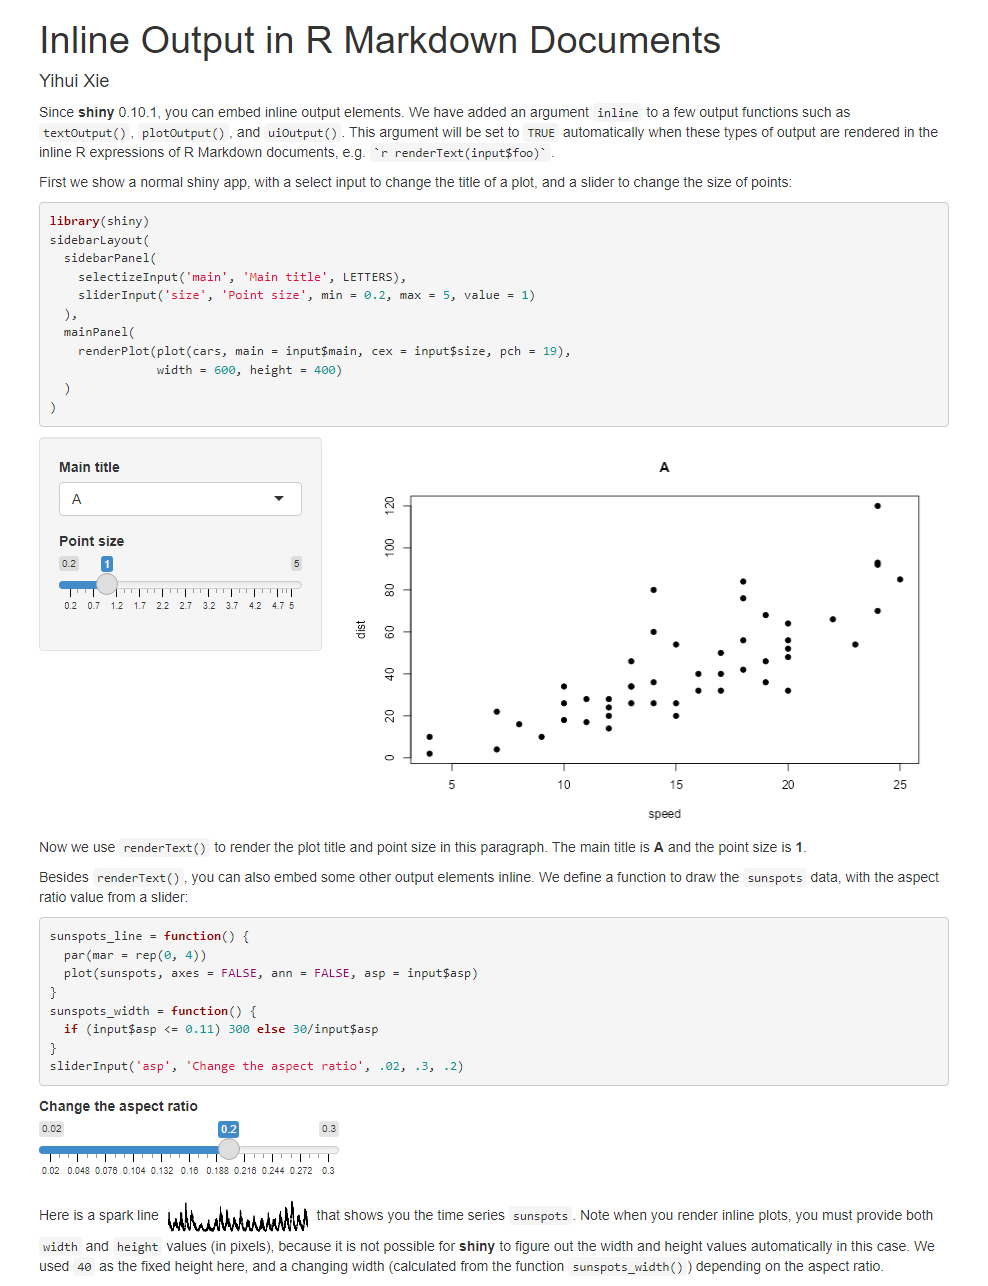 Inline Output in R Markdown Documents
Yihui Xie
Since shiny 0.10.1, you can embed inline output elements. We have added an argument inline to a few output functions such as
textOutput() , plotOutput() , and uiOutput() . This argument will be set to TRUE automatically when these types of output are rendered in the
inline R expressions of R Markdown documents, e.g. `r renderText(input$foo)` .
First we show a normal shiny app, with a select input to change the title of a plot, and a slider to change the size of points:
library(shiny)
sidebarLayout(
  sidebarPanel(
    selectizeInput('main', 'Main title', LETTERS),
    sliderInput('size', 'Point size', min = 0.2, max = 5, value = 1)
  ),
  mainPanel(
    renderPlot(plot(cars, main = input$main, cex = input$size, pch = 19),
               width = 600, height = 400)
  )
)
Main title
A
Point size
0.2 1 5
0.2 0.7 1.2 1.7 2.2 2.7 3.2 3.7 4.2 4.7 5
A
dist
120
100
80
60
40
20
0
5 10 15 20 25
speed
Now we use renderText() to render the plot title and point size in this paragraph. The main title is A and the point size is 1.
Besides renderText() , you can also embed some other output elements inline. We define a function to draw the sunspots data, with the aspect
ratio value from a slider:
sunspots_line = function() {
  par(mar = rep(0, 4))
  plot(sunspots, axes = FALSE, ann = FALSE, asp = input$asp)
}
sunspots_width = function() {
  if (input$asp <= 0.11) 300 else 30/input$asp
}
sliderInput('asp', 'Change the aspect ratio', .02, .3, .2)
Change the aspect ratio
0.02 0.2 0.3
0.02 0.048 0.076 0.104 0.132 0.16 0.188 0.216 0.244 0.272 0.3
Here is a spark line that shows you the time series sunspots . Note when you render inline plots, you must provide both
width and height values (in pixels), because it is not possible for shiny to figure out the width and height values automatically in this case. We
used 40 as the fixed height here, and a changing width (calculated from the function sunspots_width() ) depending on the aspect ratio.